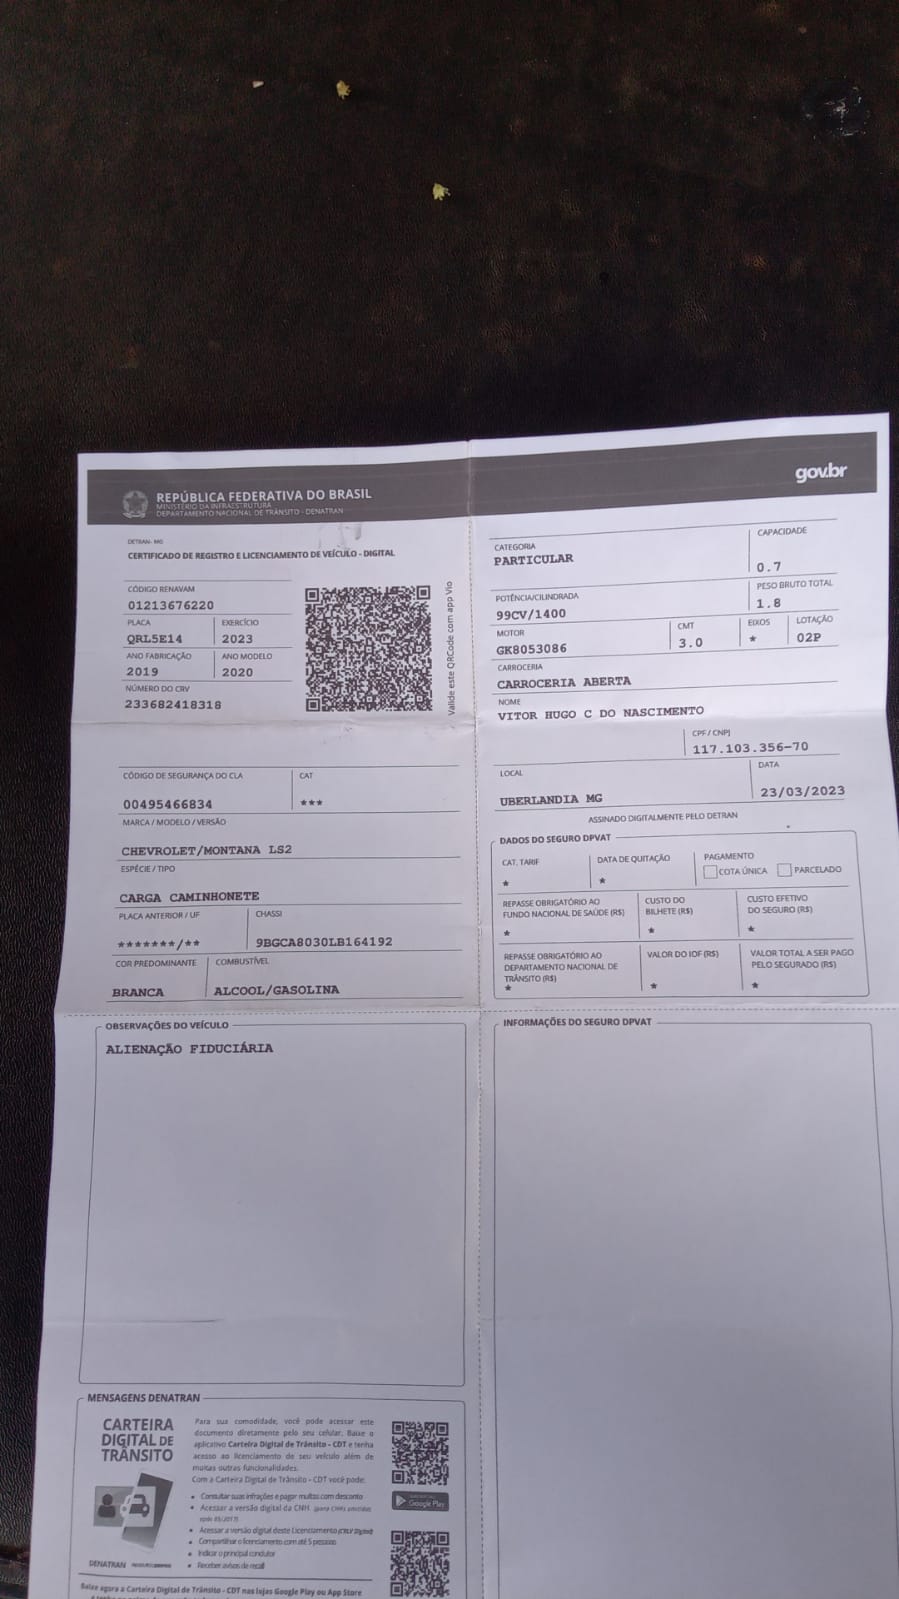 gov.br
REPÚBLICA FEDERATIVA DO BRASIL
MINISTÉRIO DA INFRAESTRUTURA
DEPARTAMENTO NACIONAL DE TRÂNSITO - DENATRAN
DETRAN- MG
CERTIFICADO DE REGISTRO E LICENCIAMENTO DE VEÍCULO - DIGITAL
CÓDIGO RENAVAM
01213676220
PLACA EXERCÍCIO
QRL5E14 2023
ANO FABRICAÇÃO ANO MODELO
2019 2020
NÚMERO DO CRV
233682418318
Valide este QRCode com app Vio
CÓDIGO DE SEGURANÇA DO CLA CAT
00495466834 ***
MARCA / MODELO / VERSÃO
CHEVROLET/MONTANA LS2
ESPÉCIE / TIPO
CARGA CAMINHONETE
PLACA ANTERIOR / UF CHASSI
*******/** 9BGCA8030LB164192
COR PREDOMINANTE COMBUSTÍVEL
BRANCA ALCOOL/GASOLINA
CATEGORIA CAPACIDADE
PARTICULAR 0.7
POTÊNCIA/CILINDRADA PESO BRUTO TOTAL
99CV/1400 1.8
MOTOR CMT EIXOS LOTAÇÃO
GK8053086 3.0 * 02P
CARROCERIA
CARROCERIA ABERTA
NOME
VITOR HUGO C DO NASCIMENTO
CPF / CNPJ
117.103.356-70
LOCAL DATA
UBERLANDIA MG 23/03/2023
ASSINADO DIGITALMENTE PELO DETRAN
DADOS DO SEGURO DPVAT
CAT. TARIF DATA DE QUITAÇÃO PAGAMENTO
* * COTA ÚNICA PARCELADO
REPASSE OBRIGATÓRIO AO CUSTO DO CUSTO EFETIVO
FUNDO NACIONAL DE SAÚDE (R$) BILHETE (R$) DO SEGURO (R$)
* * *
REPASSE OBRIGATÓRIO AO VALOR DO IOF (R$) VALOR TOTAL A SER PAGO
DEPARTAMENTO NACIONAL DE PELO SEGURADO (R$)
TRÂNSITO (R$)
* * *
OBSERVAÇÕES DO VEÍCULO
ALIENAÇÃO FIDUCIÁRIA
INFORMAÇÕES DO SEGURO DPVAT
MENSAGENS DENATRAN
CARTEIRA
DIGITAL DE
TRÂNSITO
DENATRAN
Para sua comodidade, você pode acessar este
documento diretamente pelo seu celular. Baixe o
aplicativo Carteira Digital de Trânsito - CDT e tenha
acesso ao licenciamento de seu veículo além de
muitas outras funcionalidades.
Com a Carteira Digital de Trânsito - CDT você pode:
• Consultar suas infrações e pagar multas com desconto
• Acessar a versão digital da CNH. (para CNHs emitidas
após 05/2017)
• Acessar a versão digital deste Licenciamento (CRLV Digital)
• Compartilhar o licenciamento com até 5 pessoas
• Indicar o principal condutor
• Receber avisos de recall
Google Play
Baixe agora a Carteira Digital de Trânsito - CDT nas lojas Google Play ou App Store